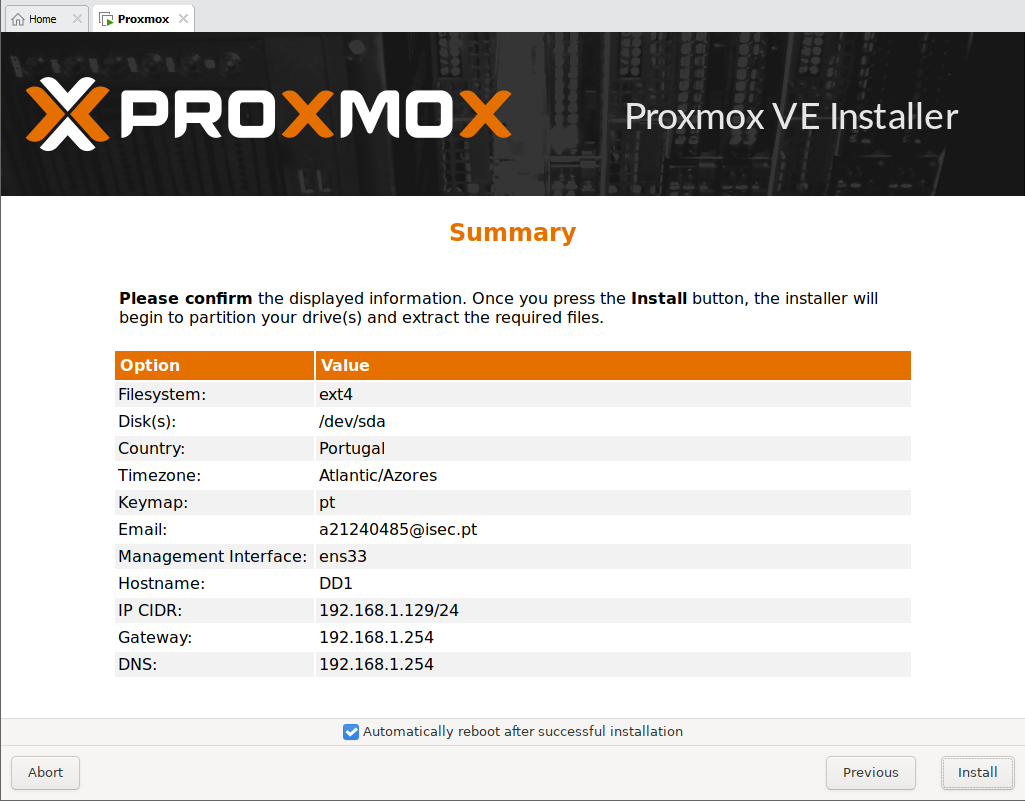 Home
Proxmox
PROXMOX
Proxmox VE Installer
Summary
Please confirm the displayed information. Once you press the Install button, the installer will
begin to partition your drive(s) and extract the required files.
Option Value
Filesystem: ext4
Disk(s): /dev/sda
Country: Portugal
Timezone: Atlantic/Azores
Keymap: pt
Email: a21240485@isec.pt
Management Interface: ens33
Hostname: DD1
IP CIDR: 192.168.1.129/24
Gateway: 192.168.1.254
DNS: 192.168.1.254
Automatically reboot after successful installation
Abort Previous Install